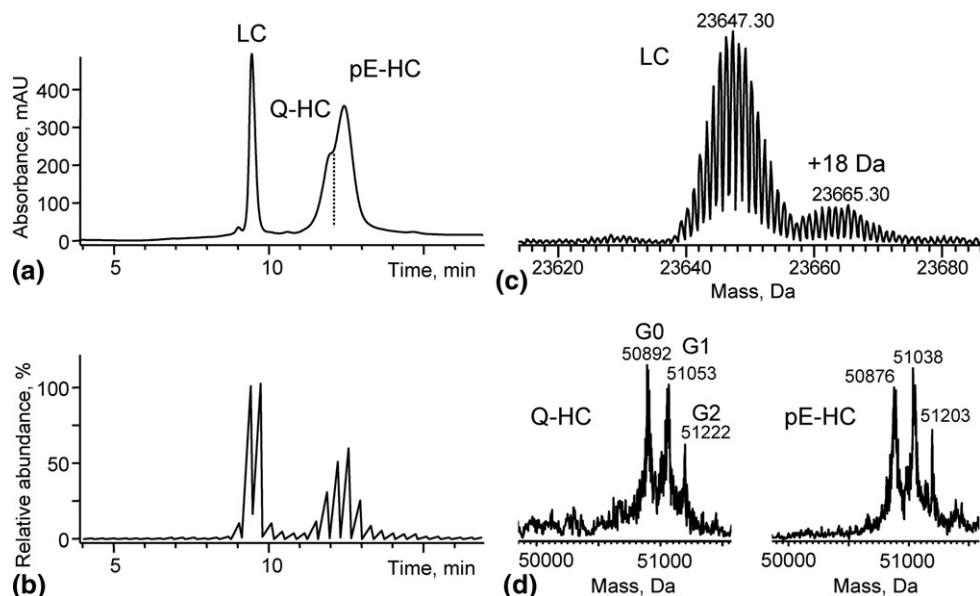 LC
pE-HC
Q-HC
Absorbance, mAU
400
300
200
100
0
5
10
Time, min
(a)
Relative abundance, %
100
50
0
5
10
Time, min
(b)
23647.30
LC
+18 Da
23665.30
23620
23640
23660
23680
Mass, Da
(c)
G0
50892
G1
51053
G2
51222
Q-HC
50000
51000
Mass, Da
(d)
51038
50876
51203
pE-HC
50000
51000
Mass, Da